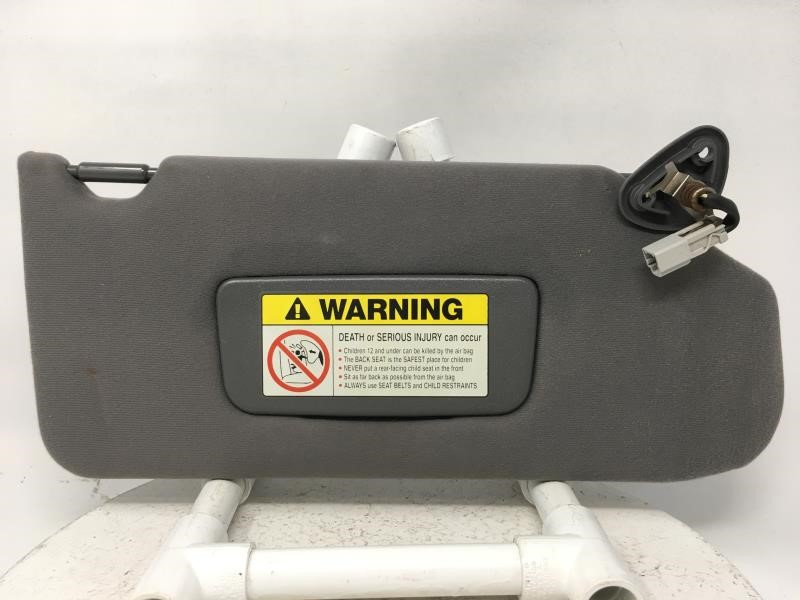 WARNING
DEATH or SERIOUS INJURY can occur
• Children 12 and under can be killed by the air bag
• The BACK SEAT is the SAFEST place for children
• NEVER put a rear-facing child seat in the front
• Sit as far back as possible from the air bag
• ALWAYS use SEAT BELTS and CHILD RESTRAINTS